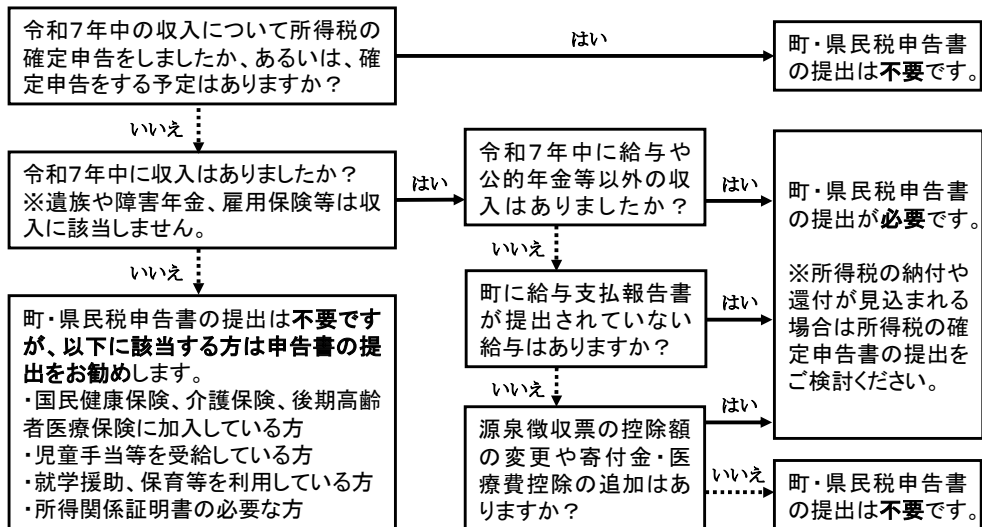 令和７年中の収入について所得税の
確定申告をしましたか、あるいは、確
定申告をする予定はありますか？
はい
町・県民税申告書
の提出は不要です。
いいえ
令和７年中に収入はありましたか？
※遺族や障害年金、雇用保険等は収
入に該当しません。
はい
令和７年中に給与や
公的年金等以外の収
入はありましたか？
はい
町・県民税申告書
の提出が必要です。
※所得税の納付や
還付が見込まれる
場合は所得税の確
定申告書の提出を
ご検討ください。
いいえ
町・県民税申告書の提出は不要です
が、以下に該当する方は申告書の提
出をお勧めします。
・国民健康保険、介護保険、後期高齢
者医療保険に加入している方
・児童手当等を受給している方
・就学援助、保育等を利用している方
・所得関係証明書の必要な方
いいえ
町に給与支払報告書
が提出されていない
給与はありますか？
はい
いいえ
源泉徴収票の控除額
の変更や寄付金・医
療費控除の追加はあ
りますか？
はい
いいえ
町・県民税申告書
の提出は不要です。